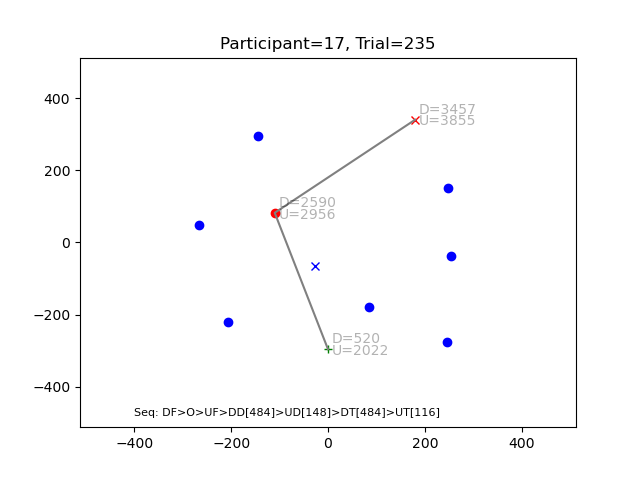 Participant=17, Trial=235
D=3457
U=3855
D=2590
U=2956
D=520
U=2022
Seq: DF>O>UF>DD[484]>UD[148]>DT[484]>UT[116]
400
200
0
−200
−400
−400
−200
0
200
400